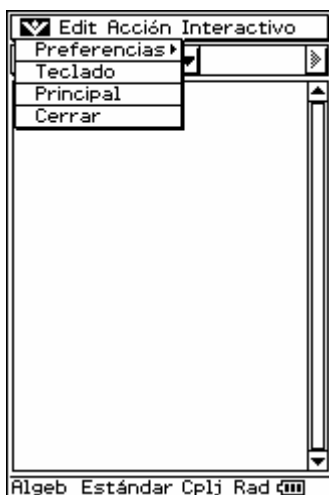 Edit Acción Interactivo
Preferencias
Teclado
Principal
Cerrar
Algeb Estándar Cplj Rad